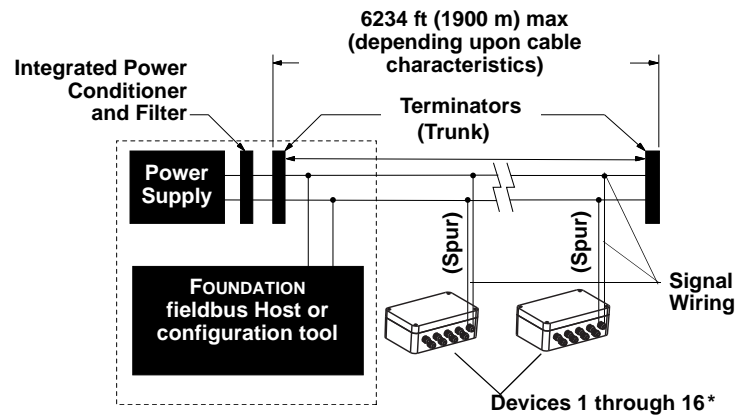 6234 ft (1900 m) max
(depending upon cable
characteristics)
Integrated Power
Conditioner
and Filter
Terminators
(Trunk)
Power
Supply
(Spur)
(Spur)
FOUNDATION
fieldbus Host or
configuration tool
Signal
Wiring
Devices 1 through 16*